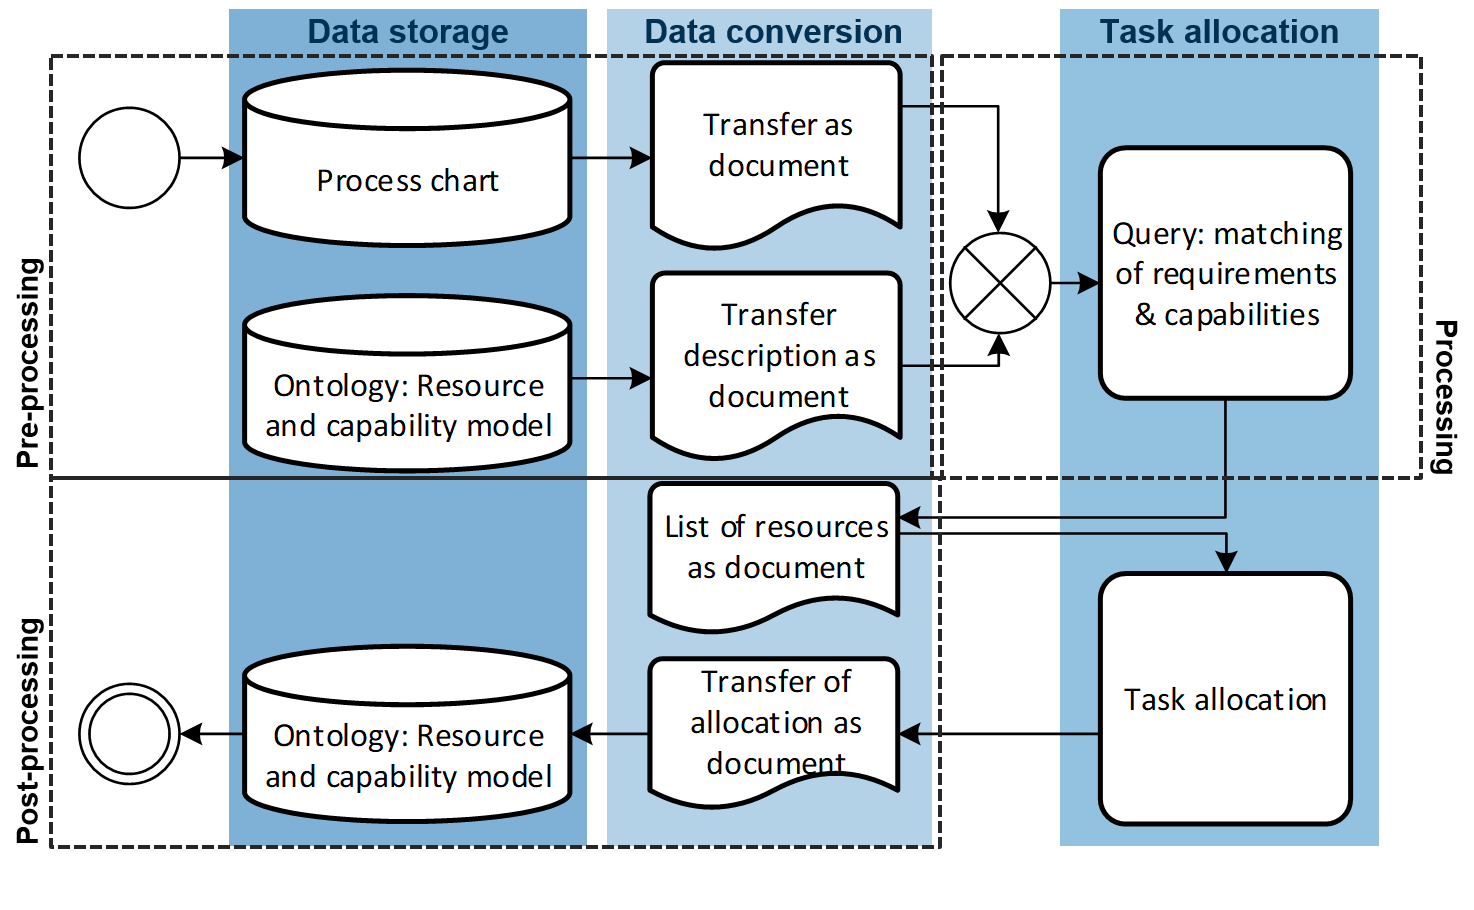 Data storage
Data conversion
Task allocation
Pre-processing
Process chart
Transfer as
document
Ontology: Resource
and capability model
Transfer
description as
document
Query: matching
of requirements
& capabilities
Processing
Post-processing
List of resources
as document
Ontology: Resource
and capability model
Transfer of
allocation as
document
Task allocation